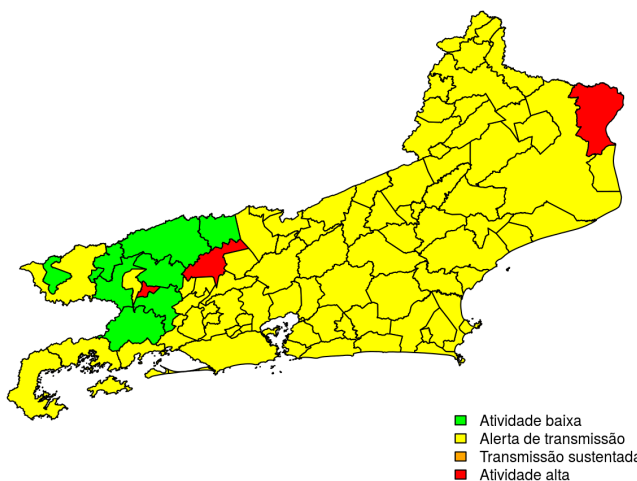 Atividade baixa
Alerta de transmissão
Transmissão sustentada
Atividade alta